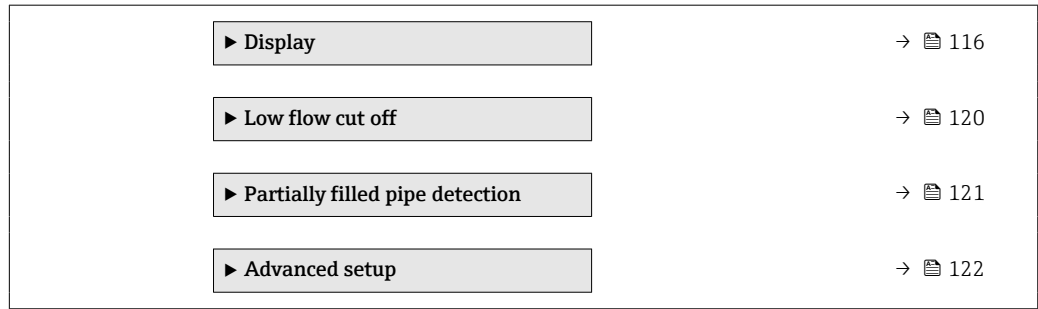 ▶ Display → 116
▶ Low flow cut off → 120
▶ Partially filled pipe detection → 121
▶ Advanced setup → 122